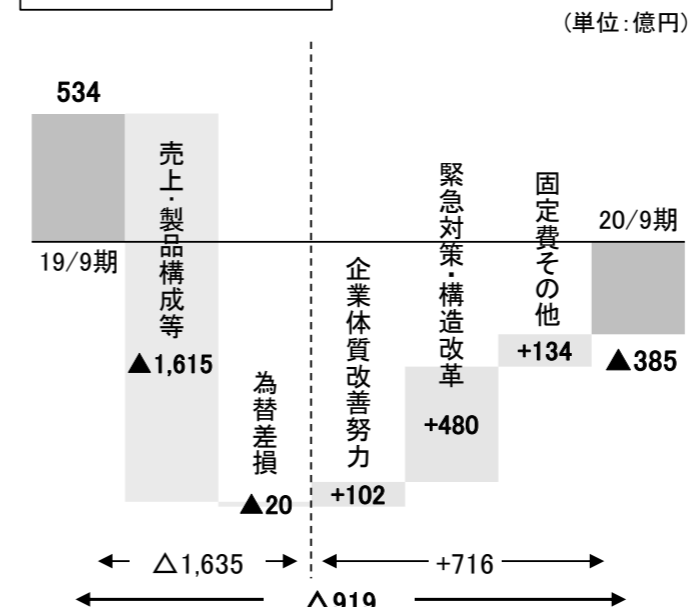 (単位:億円)
534
19/9期
売上・製品構成等
▲1,615
為替差損
▲20
企業体質改善努力
+102
緊急対策・構造改革
+480
固定費その他
+134
20/9期
▲385
△1,635
+716
△919